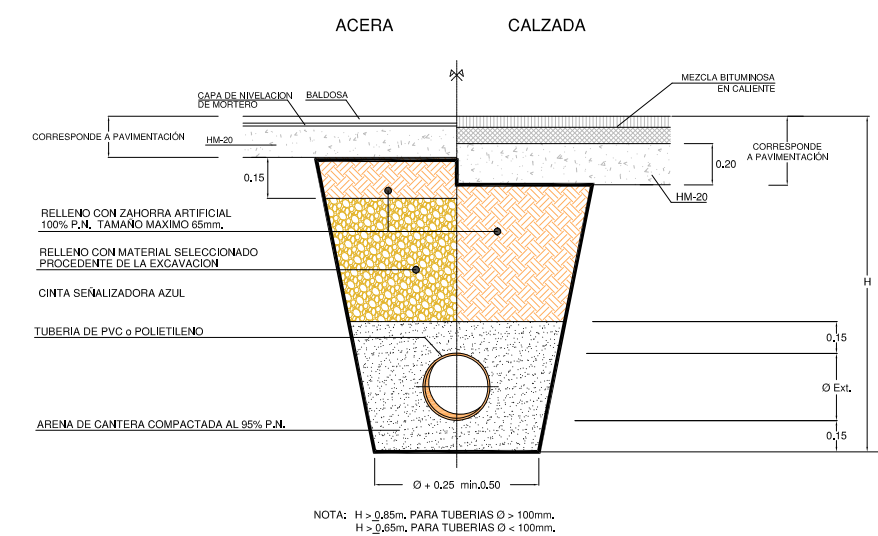 ACERA
CALZADA
MEZCLA BITUMINOSA
EN CALIENTE
CAPA DE NIVELACION
DE MORTERO
BALDOSA
CORRESPONDE A PAVIMENTACIÓN
HM-20
CORRESPONDE
A PAVIMENTACIÓN
0.20
0.15
HM-20
RELLENO CON ZAHORRA ARTIFICIAL
100% P.N. TAMAÑO MAXIMO 65mm.
RELLENO CON MATERIAL SELECCIONADO
PROCEDENTE DE LA EXCAVACION
H
CINTA SEÑALIZADORA AZUL
TUBERIA DE PVC o POLIETILENO
0.15
Ø Ext.
ARENA DE CANTERA COMPACTADA AL 95% P.N.
0.15
Ø + 0.25 min.0.50
NOTA: H > 0.85m. PARA TUBERIAS Ø > 100mm.
H > 0.65m. PARA TUBERIAS Ø < 100mm.